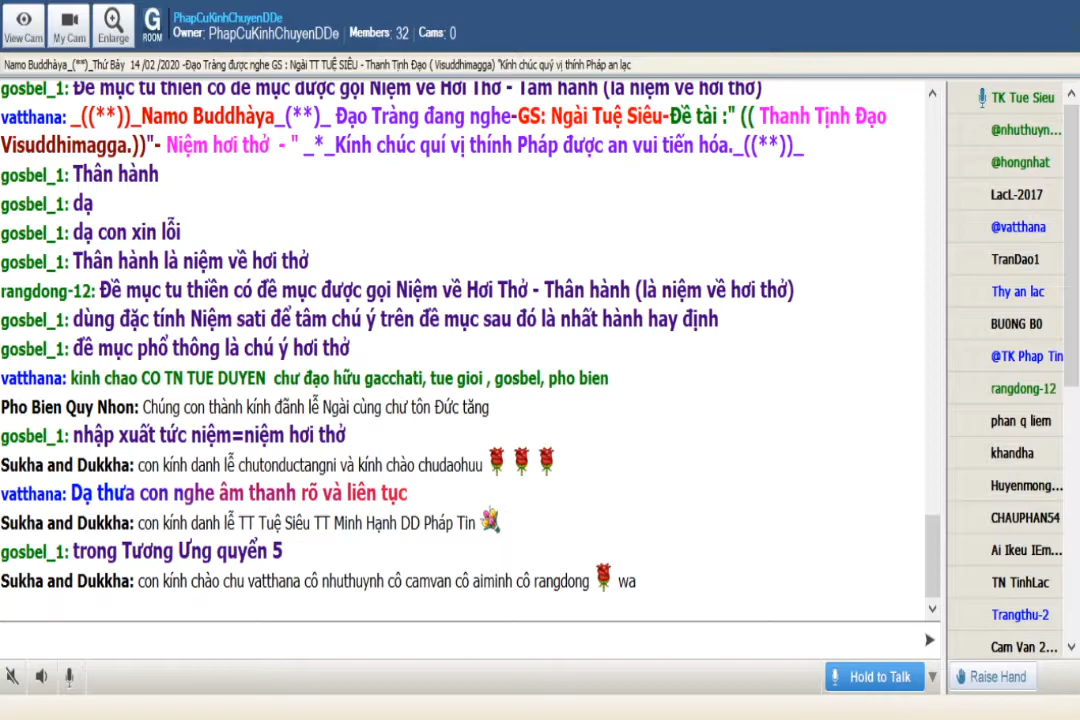 View Cam
My Cam
Enlarge
G ROOM
PhapCuKinhChuyenDDe
Owner: PhapCuKinhChuyenDDe Members: 32 Cams: 0
Namo Buddhàya_(**)_Thứ Bảy 14 /02 /2020 -Đạo Tràng được nghe GS : Ngài TT TUỆ SIÊU - Thanh Tịnh Đạo ( Visuddhimagga) "Kính chúc quý vị thính Pháp an lạc
gosbel_1: Đề mục tu thiền có đề mục được gọi Niệm về Hơi Thở - Tâm hành (là niệm về hơi thở)
vatthana: _((**))_Namo Buddhàya_(**)_ Đạo Tràng đang nghe-GS: Ngài Tuệ Siêu-Đề tài :" (( Thanh Tịnh Đạo
Visuddhimagga.))"- Niệm hơi thở - " _*_Kính chúc quí vị thính Pháp được an vui tiến hóa._((**))_
gosbel_1: Thân hành
gosbel_1: dạ
gosbel_1: dạ con xin lỗi
gosbel_1: Thân hành là niệm về hơi thở
rangdong-12: Đề mục tu thiền có đề mục được gọi Niệm về Hơi Thở - Thân hành (là niệm về hơi thở)
gosbel_1: dùng đặc tính Niệm sati để tâm chú ý trên đề mục sau đó là nhất hành hay định
gosbel_1: đề mục phổ thông là chú ý hơi thở
vatthana: kinh chao CO TN TUE DUYEN chư đạo hữu gacchati, tue gioi , gosbel, pho bien
Pho Bien Quy Nhon: Chúng con thành kính đãnh lễ Ngài cùng chư tôn Đức tăng
gosbel_1: nhập xuất tức niệm=niệm hơi thở
Sukha and Dukkha: con kính danh lễ chutonductangni và kính chào chudaohuu
vatthana: Dạ thưa con nghe âm thanh rõ và liên tục
Sukha and Dukkha: con kính danh lễ TT Tuệ Siêu TT Minh Hạnh DD Pháp Tin
gosbel_1: trong Tương Ưng quyển 5
Sukha and Dukkha: con kính chào chu vatthana cô nhuthuynh cô camvan cô aiminh cô rangdong wa
TK Tue Sieu
@nhuthuyn...
@hongnhat
LacL-2017
@vatthana
TranDao1
Thy an lac
BUONG BO
@TK Phap Tin
rangdong-12
phan q liem
khandha
Huyenmong...
CHAUPHAN54
Ai Ikeu IEm...
TN TinhLac
Trangthu-2
Cam Van 2...
Hold to Talk
Raise Hand